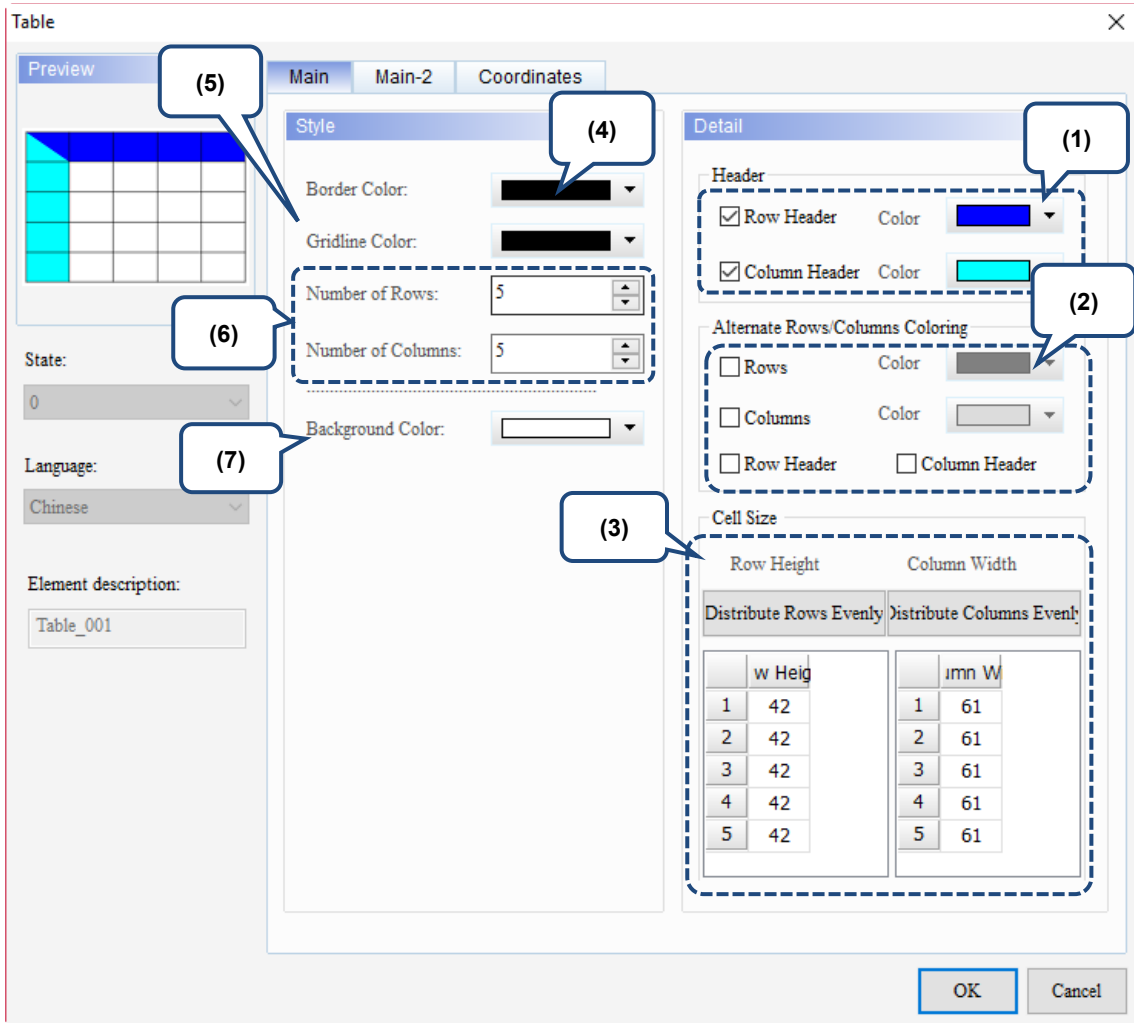 Table
Preview
(5)
Main
Main-2
Coordinates
Style
(4)
Detail
(1)
Border Color:
Header
Row Header Color
Gridline Color:
Column Header Color
Number of Rows: 5
(2)
(6)
Number of Columns: 5
Alternate Rows/Columns Coloring
State:
Rows Color
0
Columns Color
Background Color:
(7)
Language:
Row Header Column Header
Chinese
(3)
Cell Size
Row Height Column Width
Element description:
Distribute Rows Evenly
Distribute Columns Evenly
Table_001
w Heig
umn W
1 42
1 61
2 42
2 61
3 42
3 61
4 42
4 61
5 42
5 61
OK
Cancel